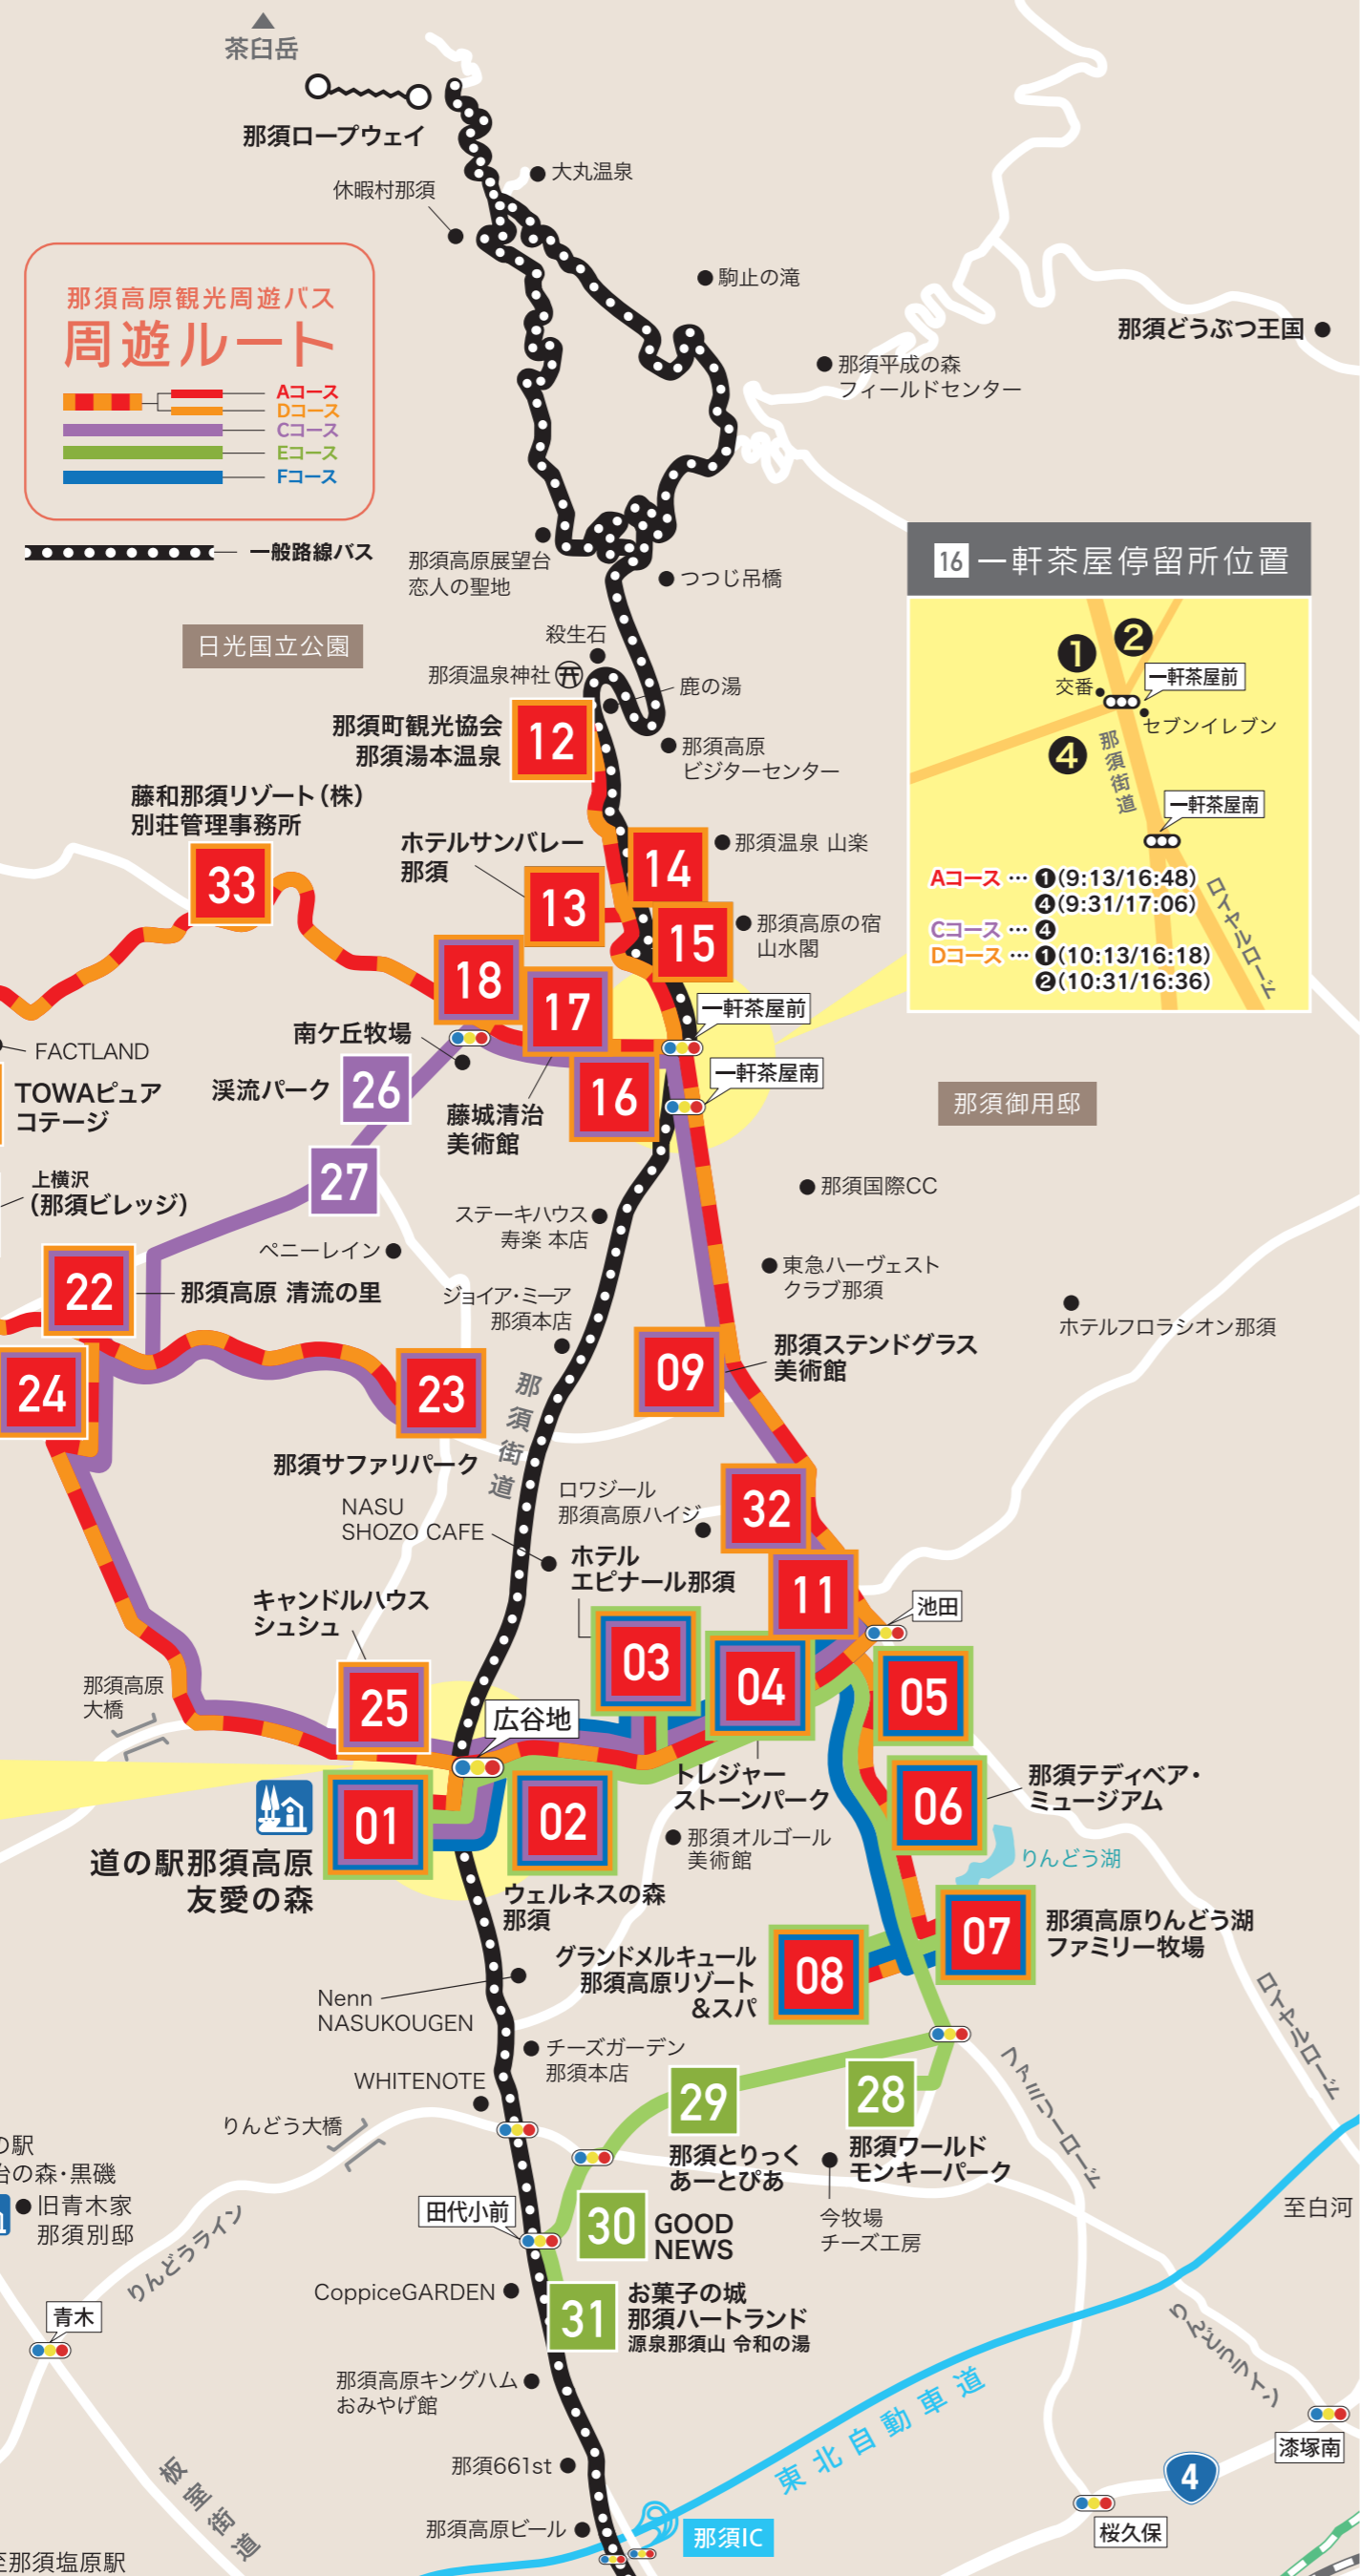 茶臼岳
那須ロープウェイ
大丸温泉
休暇村那須
駒止の滝
那須高原観光周遊バス
周遊ルート
Aコース
Dコース
Cコース
Eコース
Fコース
一般路線バス
那須どうぶつ王国
那須平成の森
フィールドセンター
那須高原展望台
恋人の聖地
つつじ吊橋
日光国立公園
殺生石
那須温泉神社
鹿の湯
那須町観光協会
那須湯本温泉
12
那須高原
ビジターセンター
16 一軒茶屋停留所位置
❶
❷
交番
一軒茶屋前
セブンイレブン
❹
那須街道
一軒茶屋南
ロイヤルロード
Aコース … ❶(9:13/16:48)
❹(9:31/17:06)
Cコース … ❹
Dコース … ❶(10:13/16:18)
❷(10:31/16:36)
藤和那須リゾート(株)
別荘管理事務所
33
ホテルサンバレー
那須
13
14
那須温泉 山楽
15
那須高原の宿
山水閣
18
17
一軒茶屋前
南ケ丘牧場
FACTLAND
TOWAピュア
コテージ
渓流パーク
26
藤城清治
美術館
16
一軒茶屋南
那須御用邸
上横沢
(那須ビレッジ)
27
那須国際CC
ステーキハウス
寿楽 本店
ペニーレイン
東急ハーヴェスト
クラブ那須
22
那須高原 清流の里
ジョイア・ミーア
那須本店
ホテルフロラシオン那須
24
23
09
那須ステンドグラス
美術館
那須街道
那須サファリパーク
NASU
SHOZO CAFE
ロワジール
那須高原ハイジ
32
ホテル
エピナール那須
11
キャンドルハウス
シュシュ
池田
03
04
05
那須高原
大橋
25
広谷地
トレジャー
ストーンパーク
06
那須テディベア・
ミュージアム
01
02
那須オルゴール
美術館
りんどう湖
道の駅那須高原
友愛の森
ウェルネスの森
那須
07
那須高原りんどう湖
ファミリー牧場
グランドメルキュール
那須高原リゾート
&スパ
08
Nenn
NASUKOUGEN
チーズガーデン
那須本店
ロイヤルロード
ファミリーロード
WHITENOTE
29
28
りんどう大橋
那須とりっく
あーとぴあ
那須ワールド
モンキーパーク
の駅
台の森・黒磯
旧青木家
那須別邸
りんどうライン
田代小前
30
GOOD
NEWS
今牧場
チーズ工房
至白河
CoppiceGARDEN
31
お菓子の城
那須ハートランド
源泉那須山 令和の湯
青木
りんどうライン
那須高原キングハム
おみやげ館
東北自動車道
板室街道
那須661st
4
漆塚南
那須高原ビール
那須IC
桜久保
至那須塩原駅